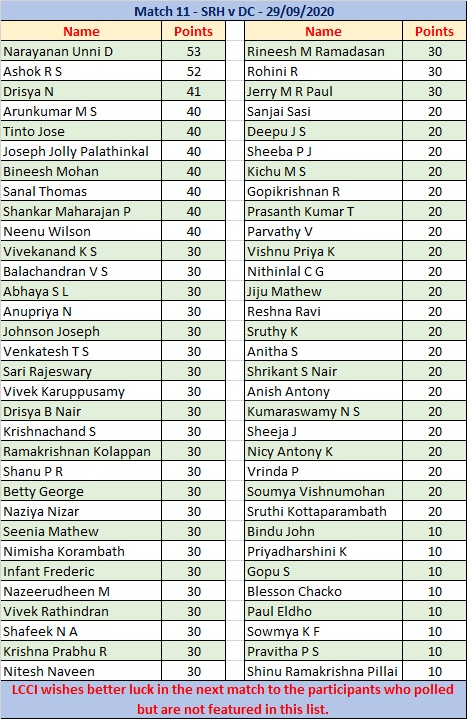 Match 11 - SRH v DC - 29/09/2020
Name Points Name Points
Narayanan Unni D 53 Rineesh M Ramadasan 30
Ashok R S 52 Rohini R 30
Drisya N 41 Jerry M R Paul 30
Arunkumar M S 40 Sanjai Sasi 20
Tinto Jose 40 Deepu J S 20
Joseph Jolly Palathinkal 40 Sheeba P J 20
Bineesh Mohan 40 Kichu M S 20
Sanal Thomas 40 Gopikrishnan R 20
Shankar Maharajan P 40 Prasanth Kumar T 20
Neenu Wilson 40 Parvathy V 20
Vivekanand K S 30 Vishnu Priya K 20
Balachandran V S 30 Nithinlal C G 20
Abhaya S L 30 Jiju Mathew 20
Anupriya N 30 Reshna Ravi 20
Johnson Joseph 30 Sruthy K 20
Venkatesh T S 30 Anitha S 20
Sari Rajeswary 30 Shrikant S Nair 20
Vivek Karuppusamy 30 Anish Antony 20
Drisya B Nair 30 Kumaraswamy N S 20
Krishnachand S 30 Sheeja J 20
Ramakrishnan Kolappan 30 Nicy Antony K 20
Shanu P R 30 Vrinda P 20
Betty George 30 Soumya Vishnumohan 20
Naziya Nizar 30 Sruthi Kottaparambath 20
Seenia Mathew 30 Bindu John 10
Nimisha Korambath 30 Priyadharshini K 10
Infant Frederic 30 Gopu S 10
Nazeerudheen M 30 Blesson Chacko 10
Vivek Rathindran 30 Paul Eldho 10
Shafeek N A 30 Sowmya K F 10
Krishna Prabhu R 30 Pravitha P S 10
Nitesh Naveen 30 Shinu Ramakrishna Pillai 10
LCCI wishes better luck in the next match to the participants who polled
but are not featured in this list.